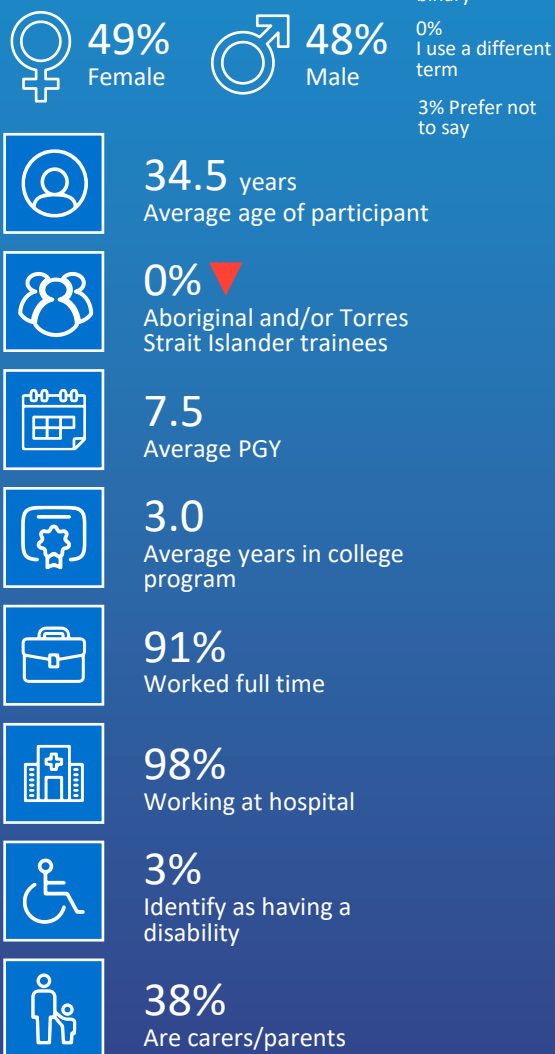 binary
49%
Female
48%
Male
0%
I use a different
term
3% Prefer not
to say
34.5 years
Average age of participant
0%
Aboriginal and/or Torres
Strait Islander trainees
7.5
Average PGY
3.0
Average years in college
program
91%
Worked full time
98%
Working at hospital
3%
Identify as having a
disability
38%
Are carers/parents